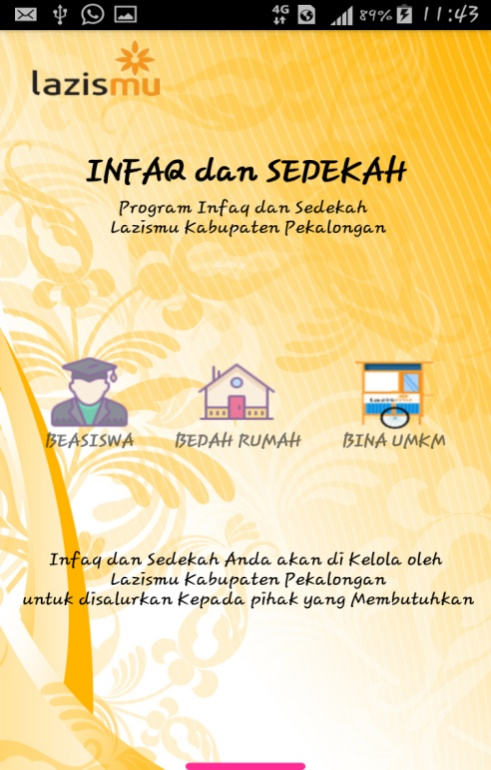 4G 89% 11:43
lazismu
INFAQ dan SEDEKAH
Program Infaq dan Sedekah
Lazismu Kabupaten Pekalongan
lazismu
BEASISWA BEDAH RUMAH BINA UMKM
Infaq dan Sedekah Anda akan di Kelola oleh
Lazismu Kabupaten Pekalongan
untuk disalurkan Kepada pihak yang Membutuhkan